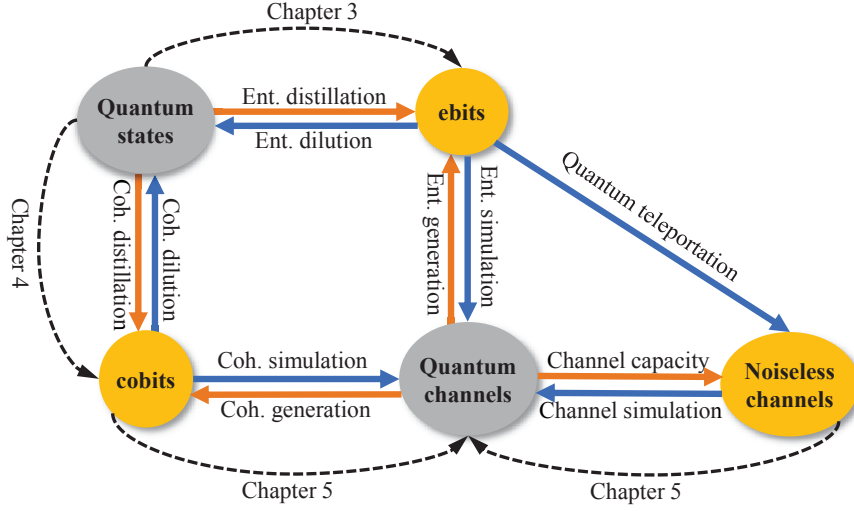 Chapter 3
Quantum
states
Ent. distillation
Ent. dilution
ebits
Quantum teleportation
Chapter 4
Coh. distillation
Coh. dilution
Ent. generation
Ent. simulation
cobits
Coh. simulation
Coh. generation
Quantum
channels
Channel capacity
Channel simulation
Noiseless
channels
Chapter 5
Chapter 5